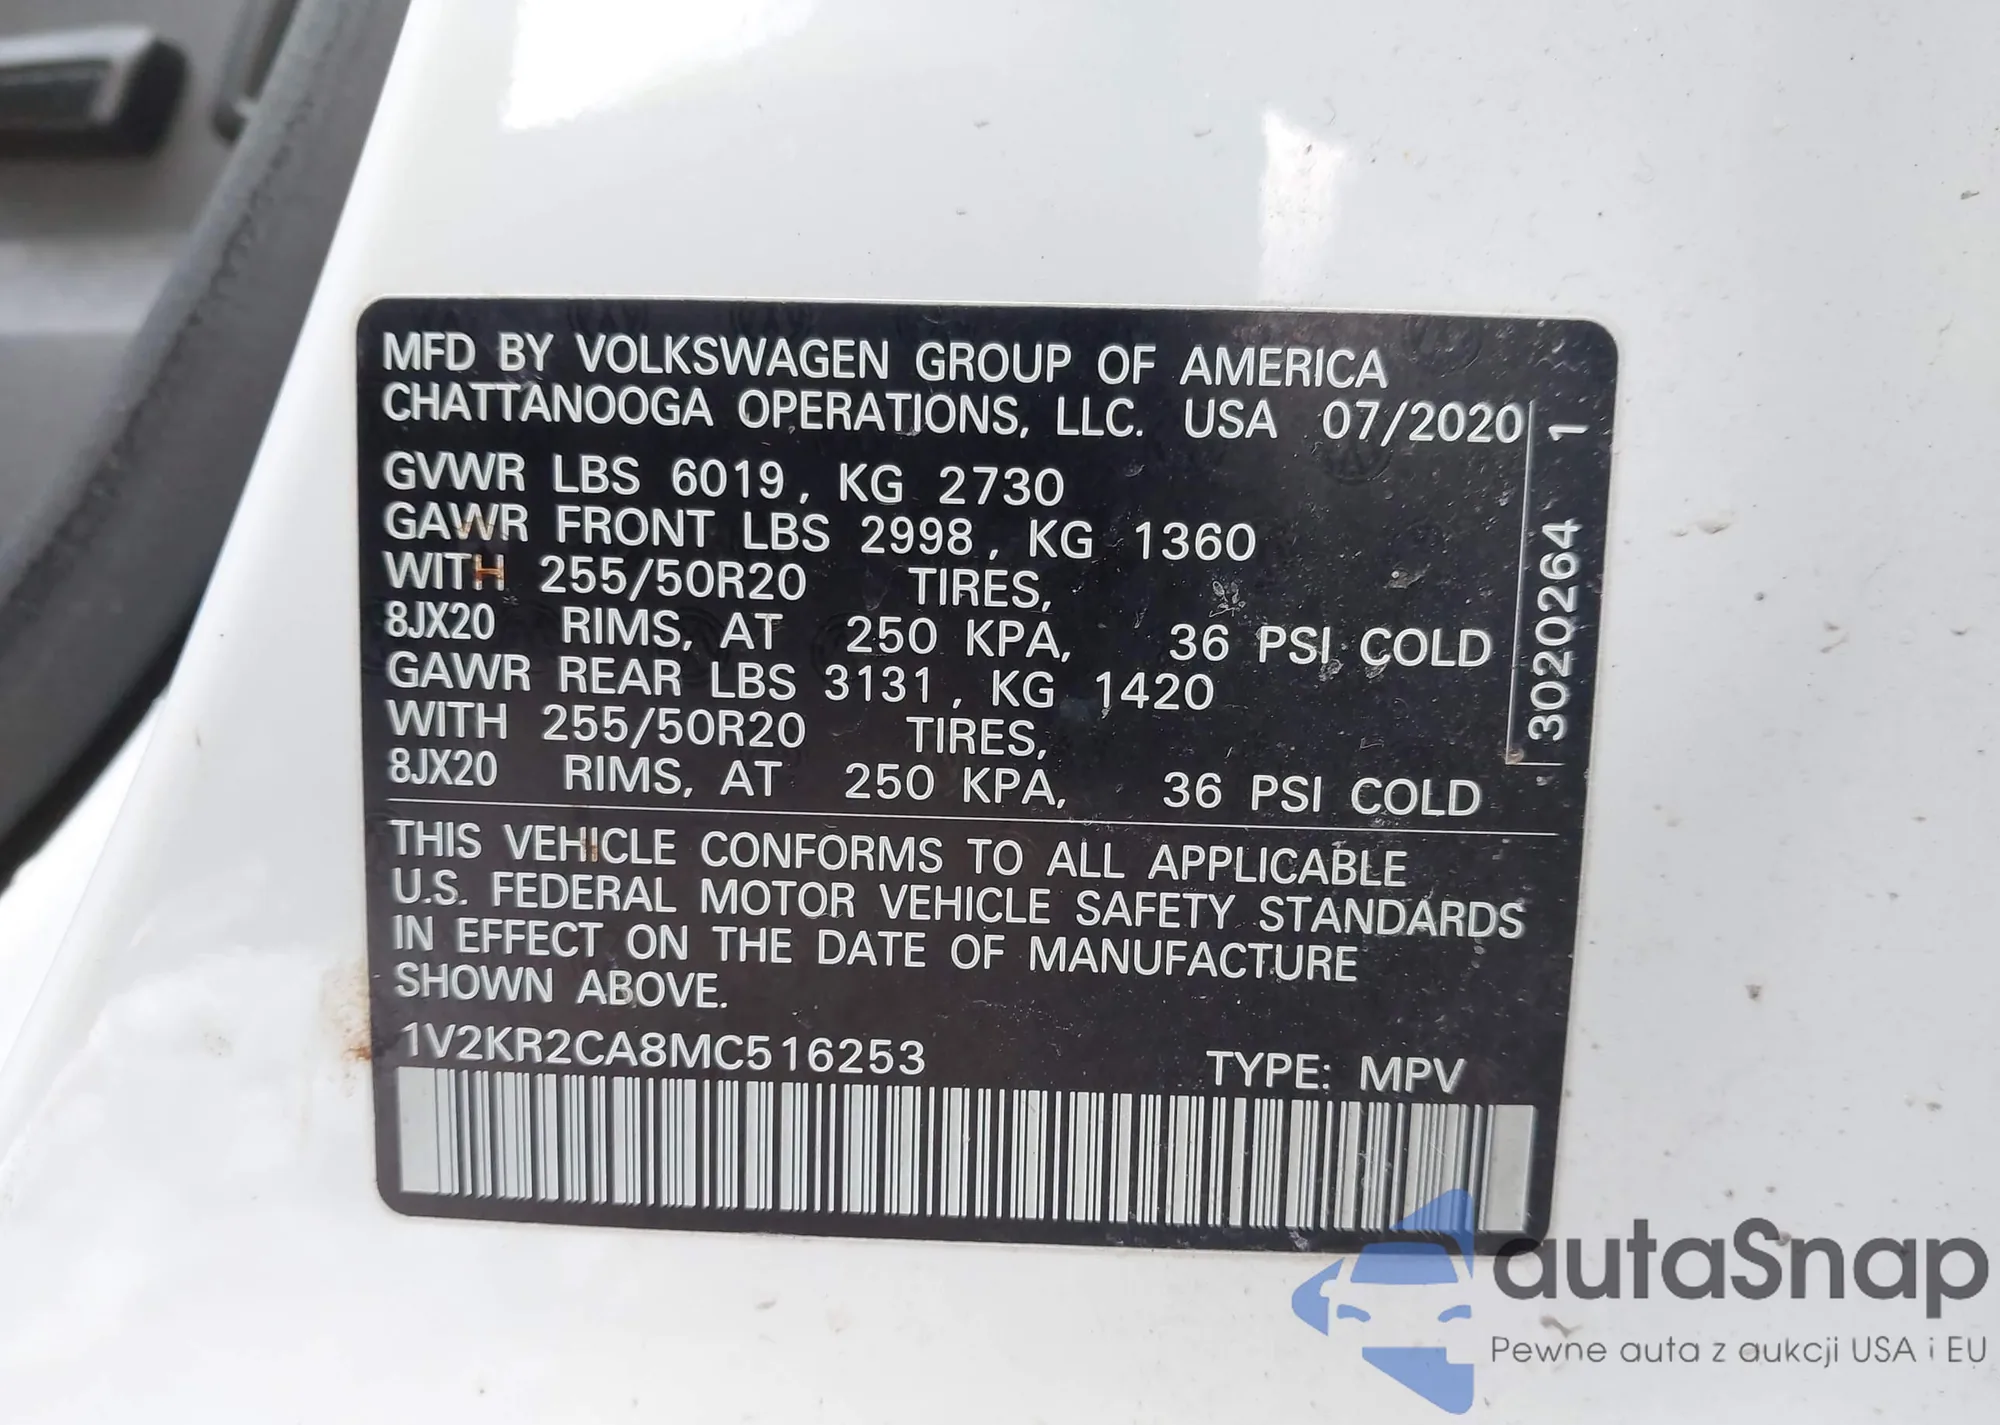 MFD BY VOLKSWAGEN GROUP OF AMERICA
CHATTANOOGA OPERATIONS, LLC. USA 07/2020
GVWR LBS 6019, KG 2730
GAWR FRONT LBS 2998, KG 1360
WITH 255/50R20 TIRES,
8JX20 RIMS, AT 250 KPA, 36 PSI COLD
GAWR REAR LBS 3131, KG 1420
WITH 255/50R20 TIRES,
8JX20 RIMS, AT 250 KPA, 36 PSI COLD
3020264 1
THIS VEHICLE CONFORMS TO ALL APPLICABLE
U.S. FEDERAL MOTOR VEHICLE SAFETY STANDARDS
IN EFFECT ON THE DATE OF MANUFACTURE
SHOWN ABOVE.
1V2KR2CA8MC516253 TYPE: MPV
autaSnap
Pewne auta z aukcji USA i EU